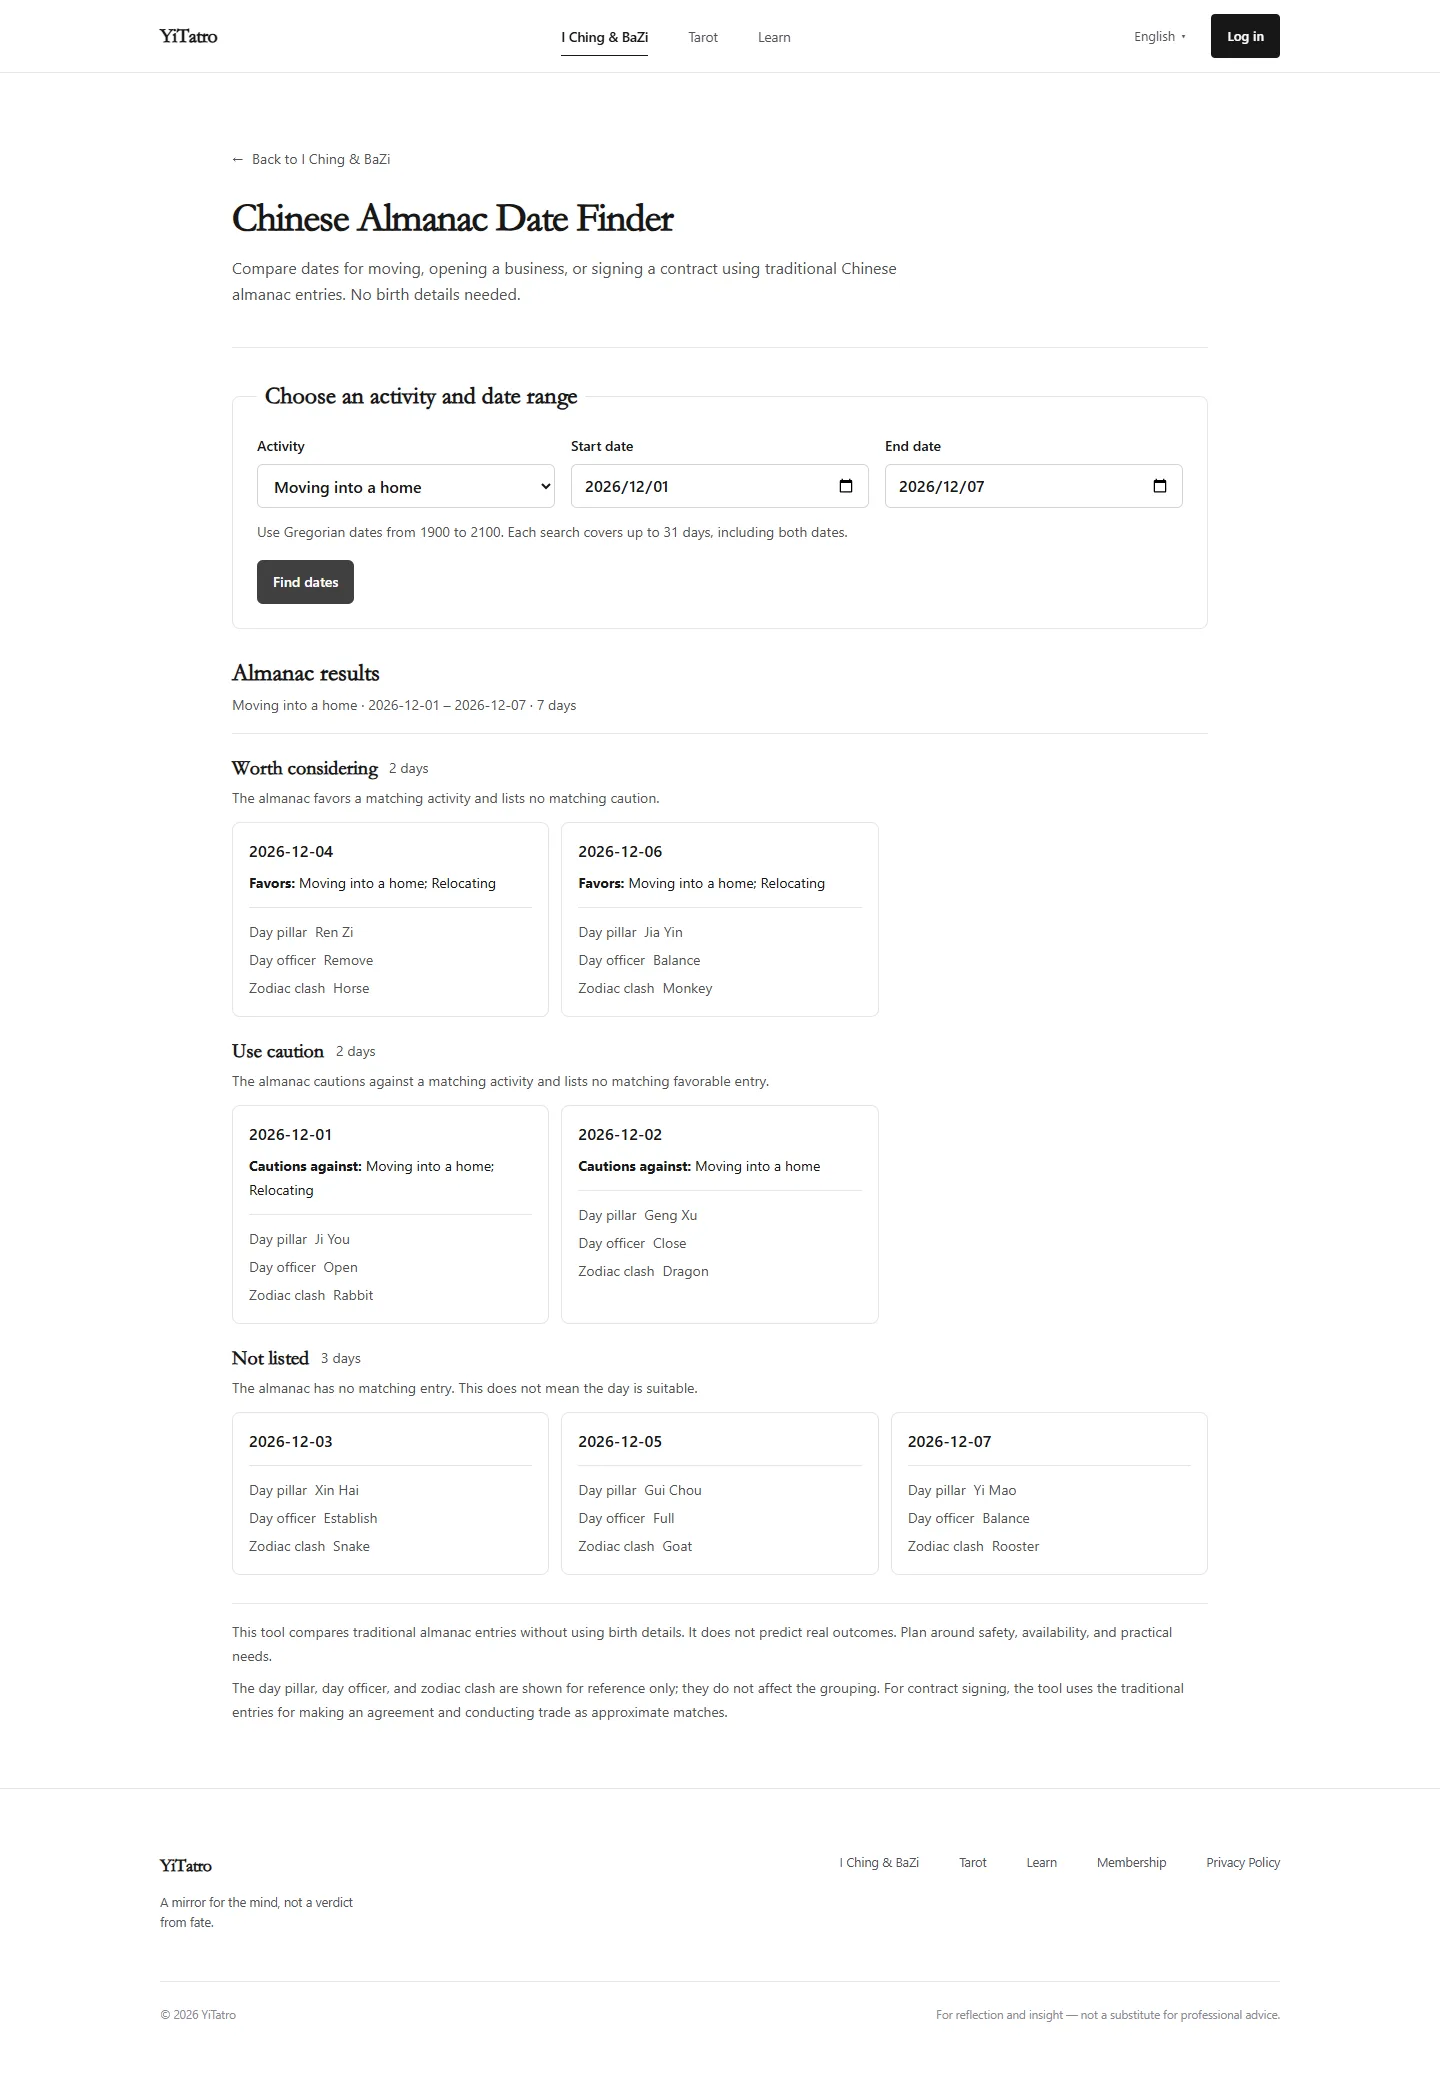 YiTatro
I Ching & BaZi
Tarot
Learn
English
Log in
← Back to I Ching & BaZi
Chinese Almanac Date Finder
Compare dates for moving, opening a business, or signing a contract using traditional Chinese
almanac entries. No birth details needed.
Choose an activity and date range
Activity
Start date
End date
Moving into a home
2026/12/01
2026/12/07
Use Gregorian dates from 1900 to 2100. Each search covers up to 31 days, including both dates.
Find dates
Almanac results
Moving into a home · 2026-12-01 – 2026-12-07 · 7 days
Worth considering 2 days
The almanac favors a matching activity and lists no matching caution.
2026-12-04
Favors: Moving into a home; Relocating
Day pillar Ren Zi
Day officer Remove
Zodiac clash Horse
2026-12-06
Favors: Moving into a home; Relocating
Day pillar Jia Yin
Day officer Balance
Zodiac clash Monkey
Use caution 2 days
The almanac cautions against a matching activity and lists no matching favorable entry.
2026-12-01
Cautions against: Moving into a home;
Relocating
Day pillar Ji You
Day officer Open
Zodiac clash Rabbit
2026-12-02
Cautions against: Moving into a home
Day pillar Geng Xu
Day officer Close
Zodiac clash Dragon
Not listed 3 days
The almanac has no matching entry. This does not mean the day is suitable.
2026-12-03
Day pillar Xin Hai
Day officer Establish
Zodiac clash Snake
2026-12-05
Day pillar Gui Chou
Day officer Full
Zodiac clash Goat
2026-12-07
Day pillar Yi Mao
Day officer Balance
Zodiac clash Rooster
This tool compares traditional almanac entries without using birth details. It does not predict real outcomes. Plan around safety, availability, and practical
needs.
The day pillar, day officer, and zodiac clash are shown for reference only; they do not affect the grouping. For contract signing, the tool uses the traditional
entries for making an agreement and conducting trade as approximate matches.
YiTatro
I Ching & BaZi
Tarot
Learn
Membership
Privacy Policy
A mirror for the mind, not a verdict
from fate.
© 2026 YiTatro
For reflection and insight — not a substitute for professional advice.